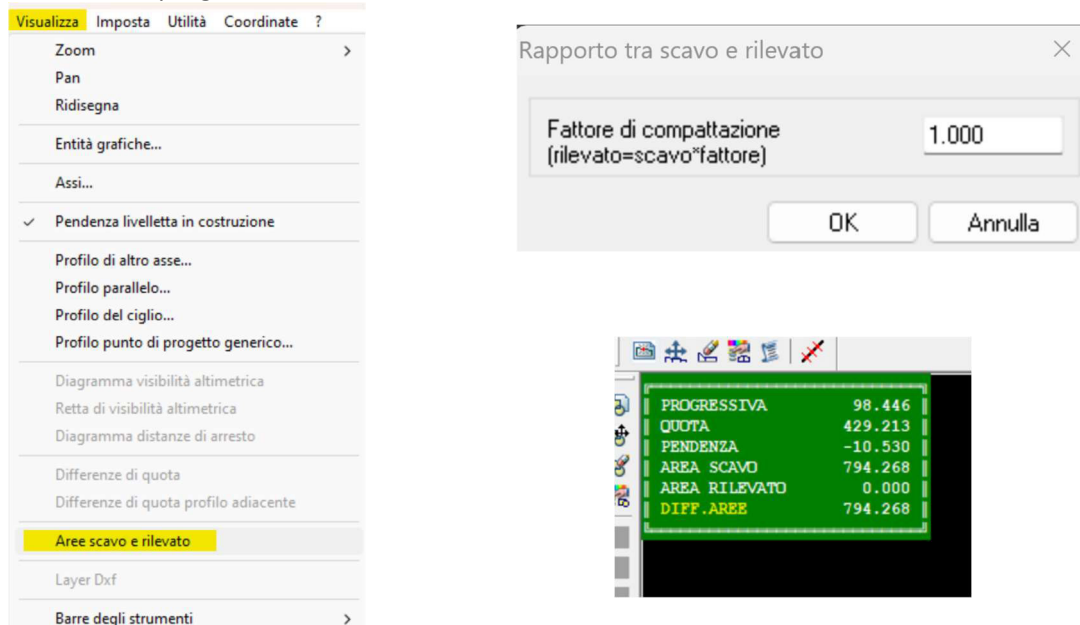 Visualizza Imposta Utilità Coordinate ?
Zoom >
Pan
Ridisegna
Entità grafiche...
Assi...
✓ Pendenza livelletta in costruzione
Profilo di altro asse...
Profilo parallelo...
Profilo del ciglio...
Profilo punto di progetto generico...
Diagramma visibilità altimetrica
Retta di visibilità altimetrica
Diagramma distanze di arresto
Differenze di quota
Differenze di quota profilo adiacente
Aree scavo e rilevato
Layer Dxf
Barre degli strumenti >
Rapporto tra scavo e rilevato
Fattore di compattazione
(rilevato=scavo*fattore)
1.000
OK Annulla
PROGRESSIVA 98.446
QUOTA 429.213
PENDENZA -10.530
AREA SCAVO 794.268
AREA RILEVATO 0.000
DIFF.AREE 794.268